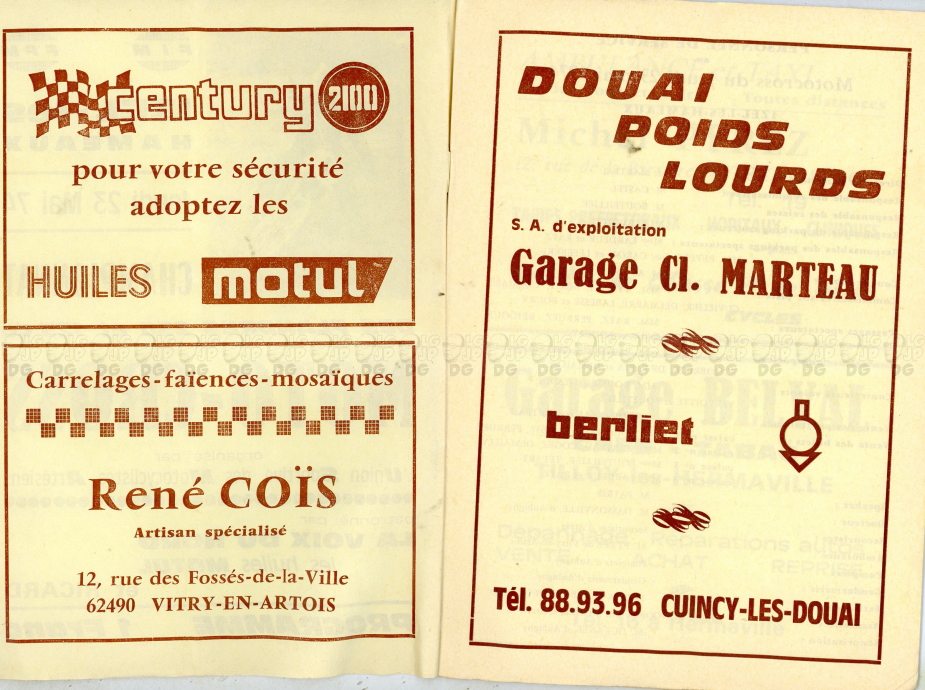 century 2100
pour votre sécurité
adoptez les
HUILES motul
Carrelages-faïences-mosaïques
René COÏS
Artisan spécialisé
12, rue des Fossés-de-la-Ville
62490 VITRY-EN-ARTOIS
DOUAI
POIDS
LOURDS
S. A. d'exploitation
Garage Cl. MARTEAU
berliet
Tél. 88.93.96 CUINCY-LES-DOUAI